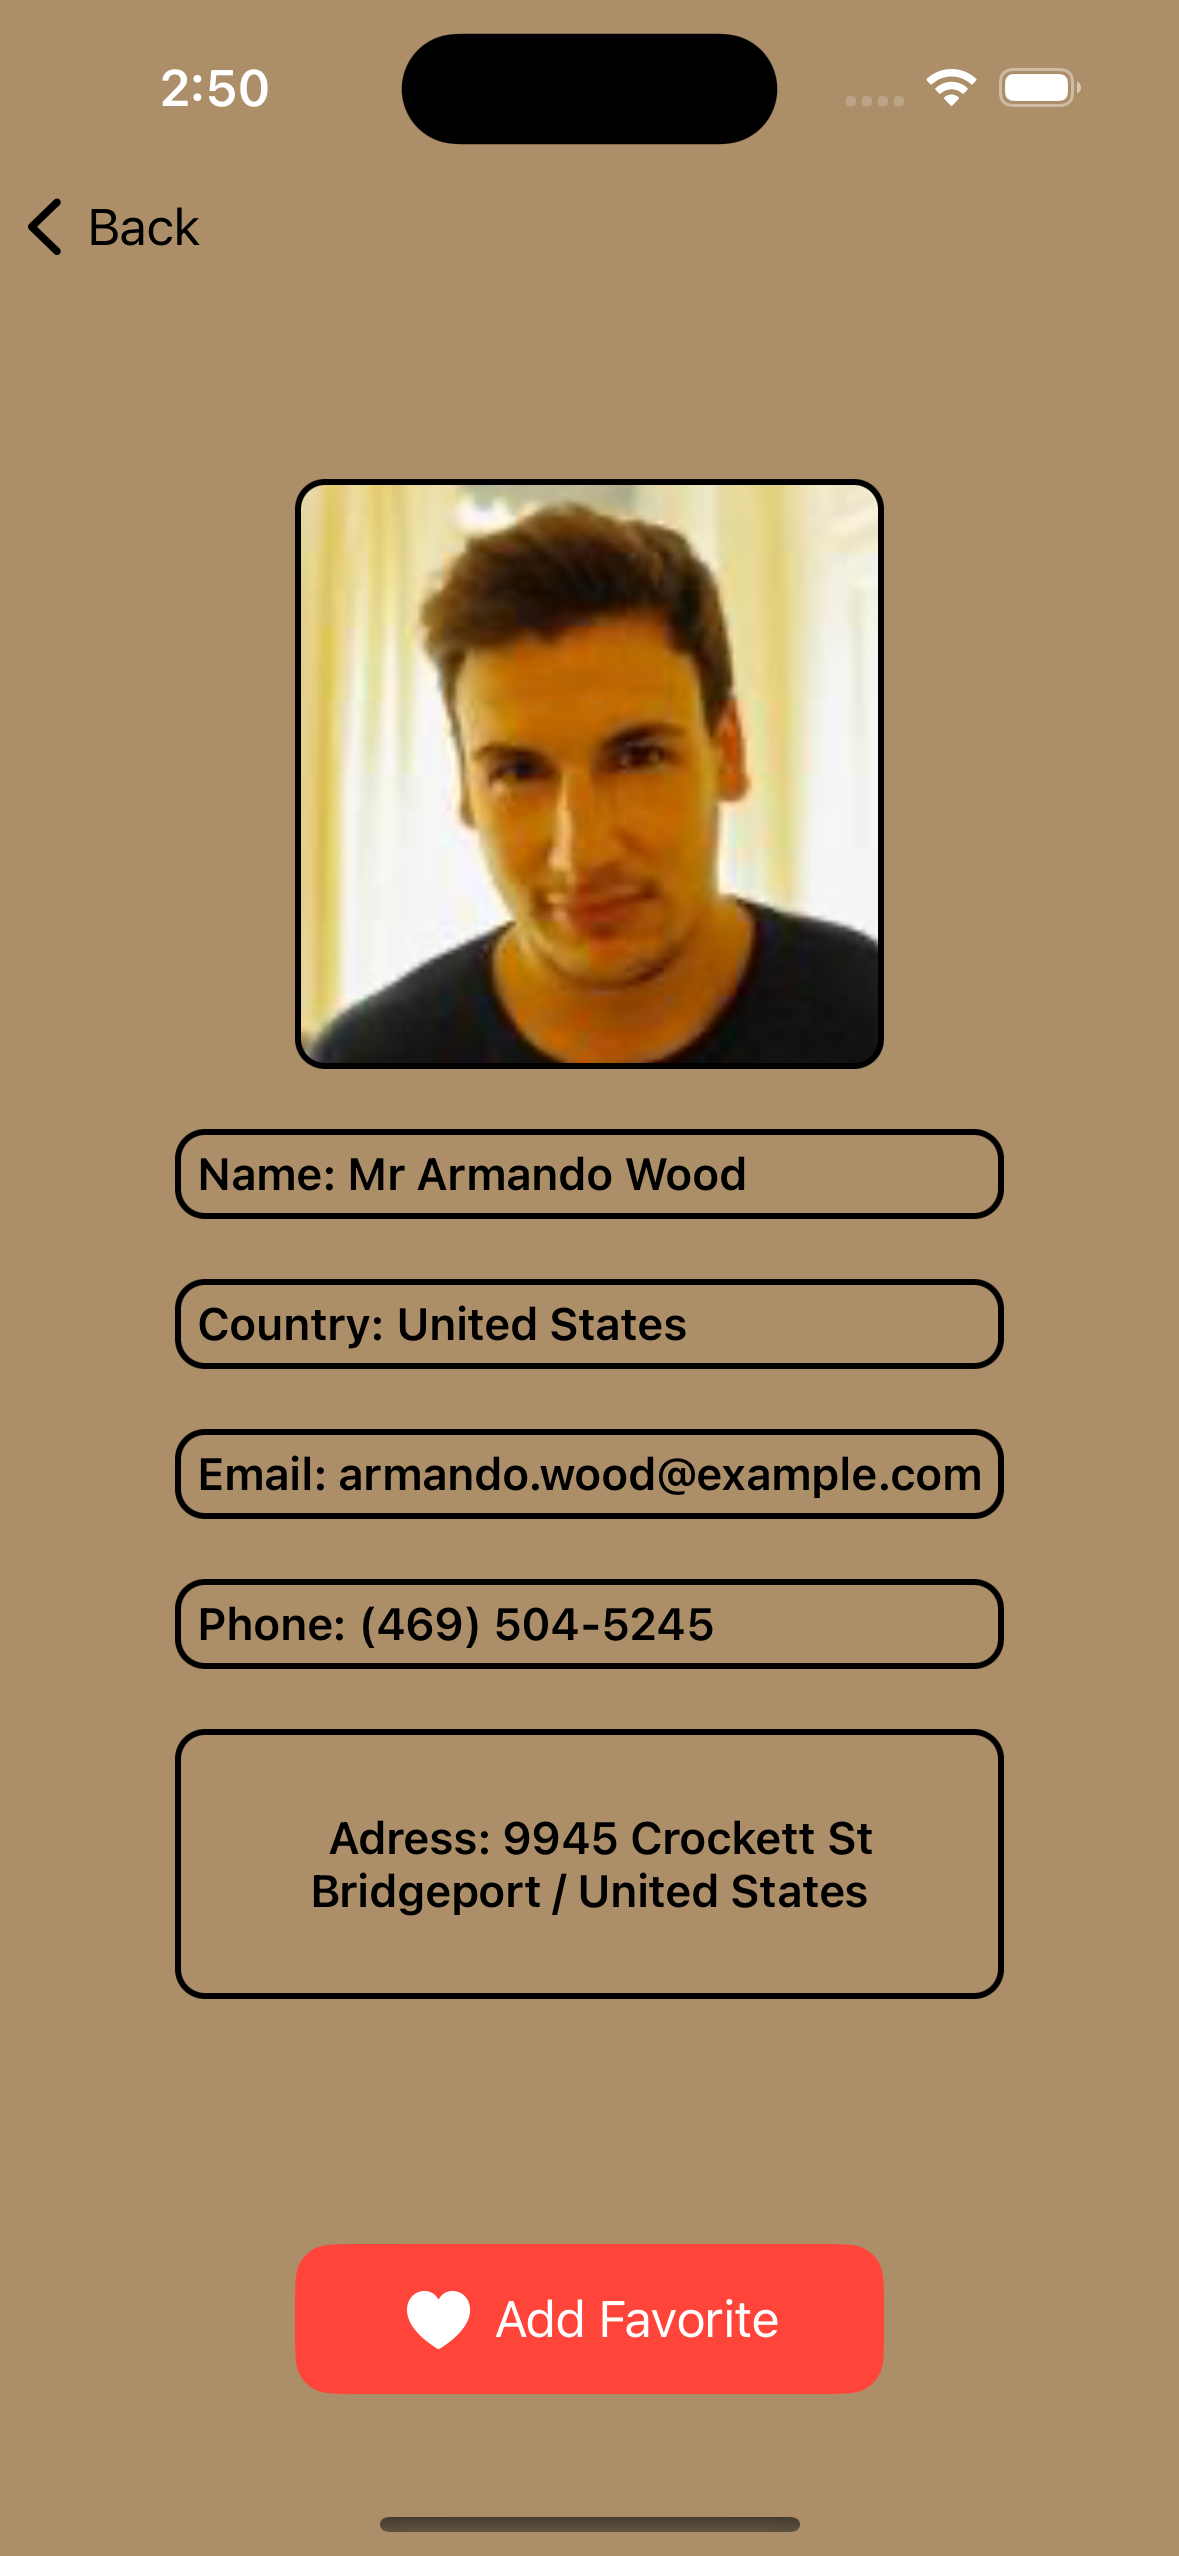 2:50
Back
Name: Mr Armando Wood
Country: United States
Email: armando.wood@example.com
Phone: (469) 504-5245
Adress: 9945 Crockett St
Bridgeport / United States
Add Favorite